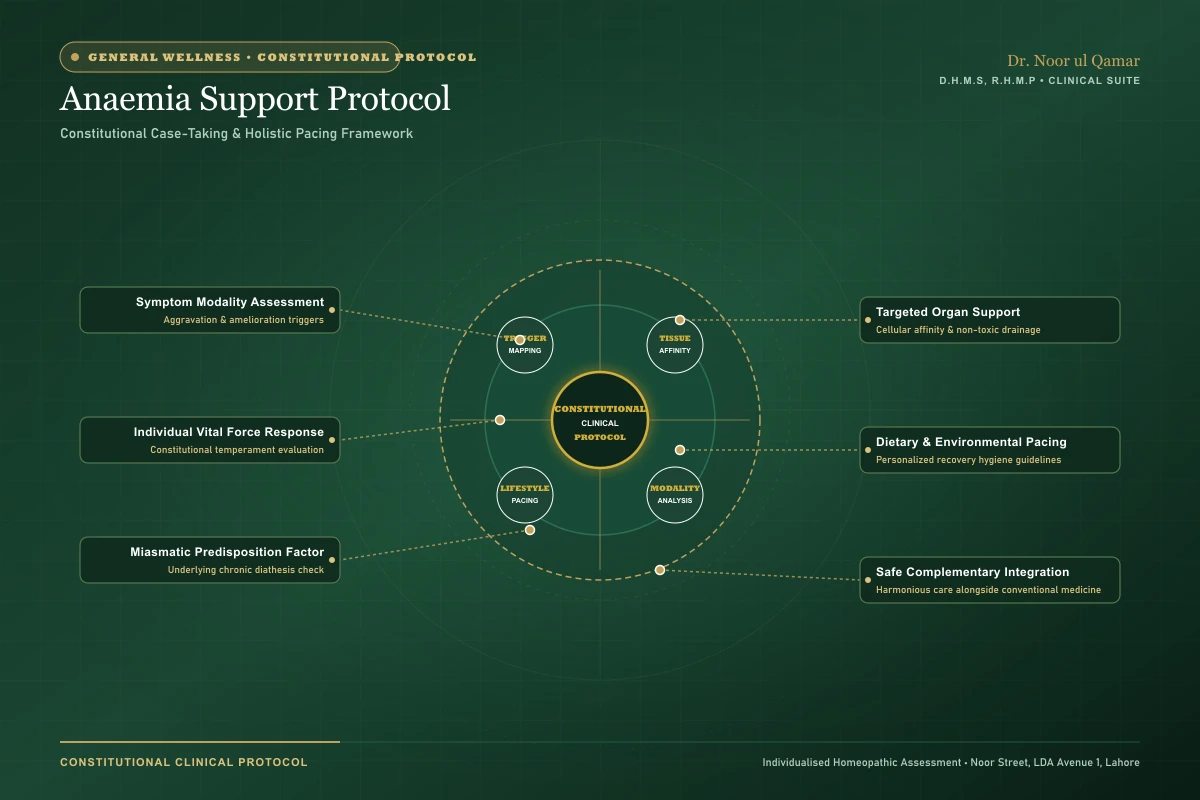 GENERAL WELLNESS • CONSTITUTIONAL PROTOCOL
Anaemia Support Protocol
Constitutional Case-Taking & Holistic Pacing Framework
Dr. Noor ul Qamar
D.H.M.S, R.H.M.P • CLINICAL SUITE
Symptom Modality Assessment
Aggravation & amelioration triggers
Individual Vital Force Response
Constitutional temperament evaluation
Miasmatic Predisposition Factor
Underlying chronic diathesis check
MAPPING
TISSUE
AFFINITY
CONSTITUTIONAL
CLINICAL
PROTOCOL
LIFESTYLE
PACING
MODALITY
ANALYSIS
Targeted Organ Support
Cellular affinity & non-toxic drainage
Dietary & Environmental Pacing
Personalized recovery hygiene guidelines
Safe Complementary Integration
Harmonious care alongside conventional medicine
CONSTITUTIONAL CLINICAL PROTOCOL
Individualised Homeopathic Assessment • Noor Street, LDA Avenue 1, Lahore